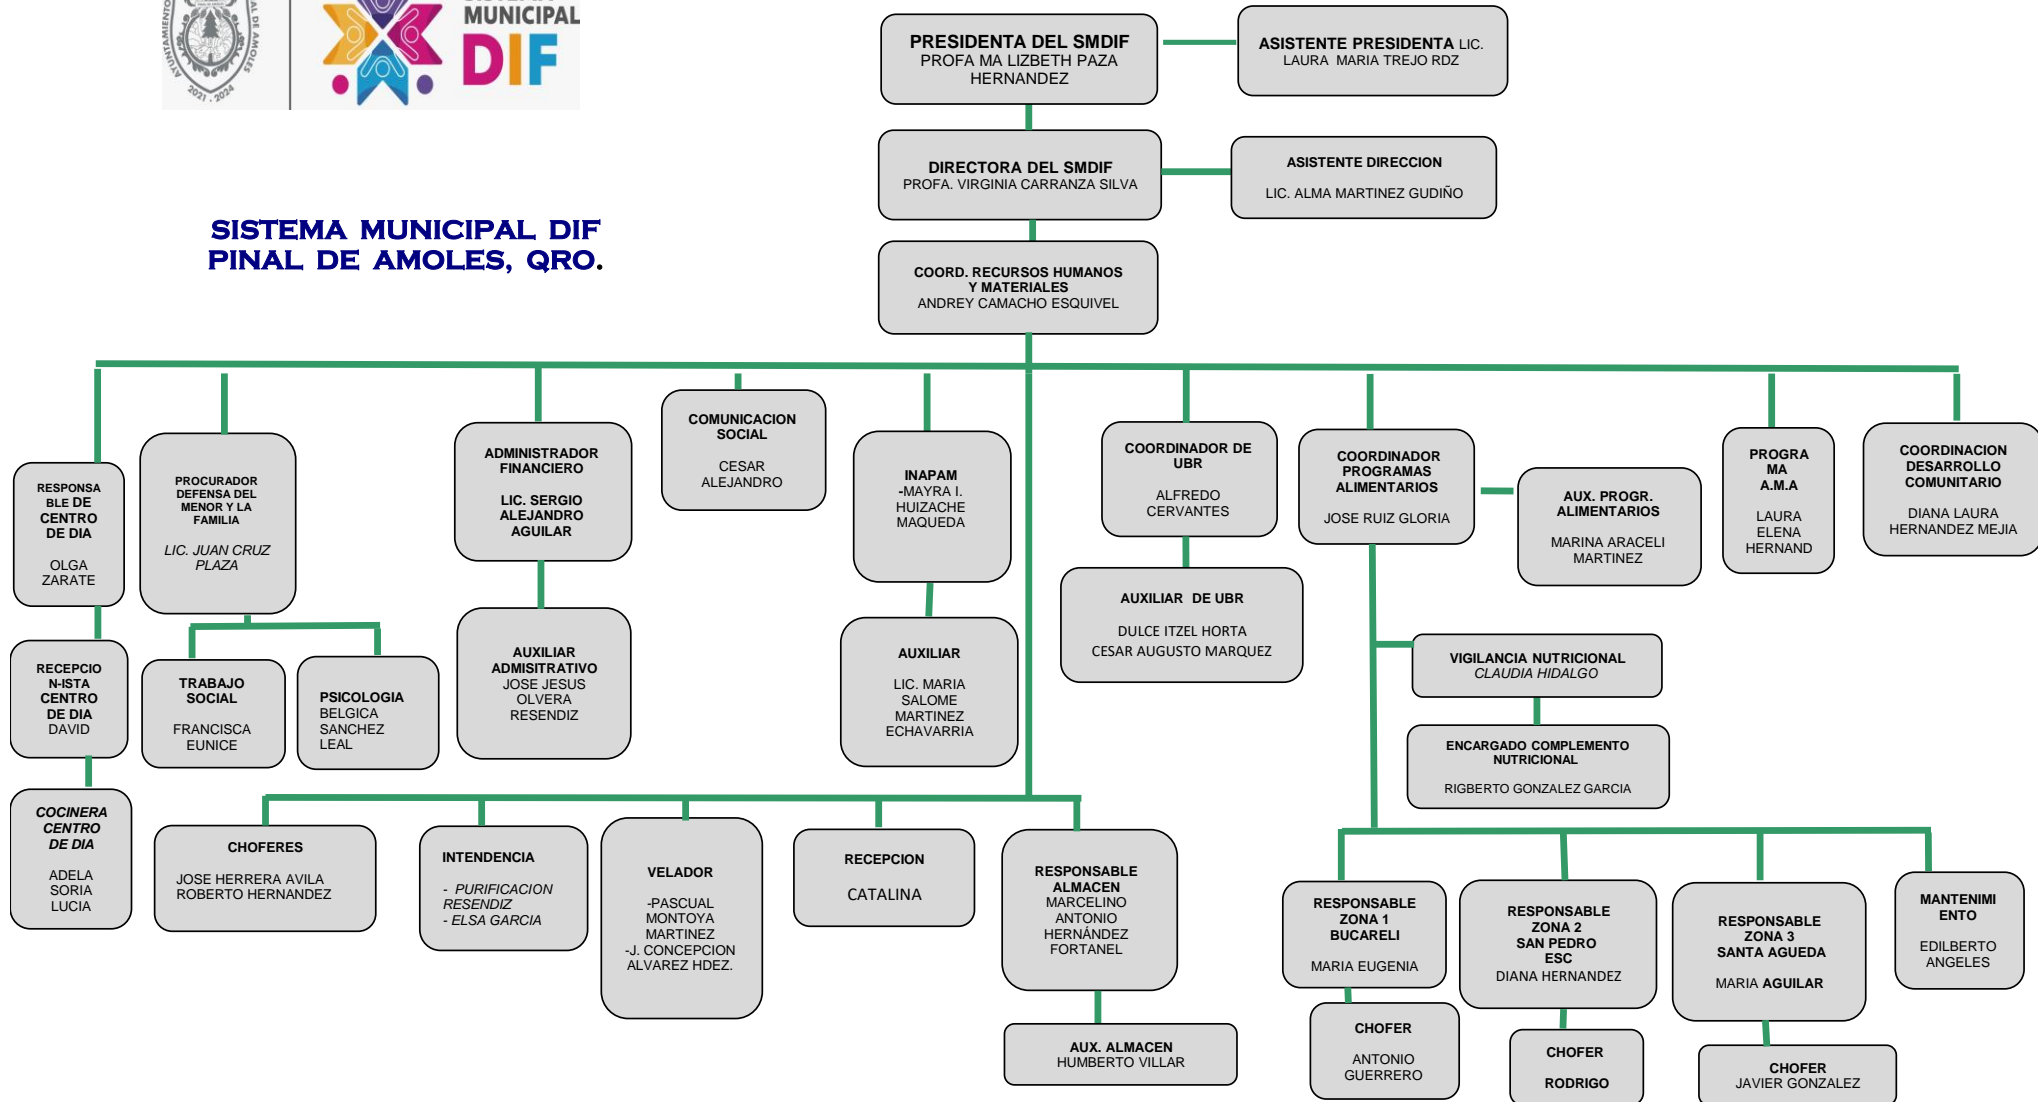 AYUNTAMIENTO
AL DE AMOLES
2021 - 2024
MUNICIPAL
DIF
SISTEMA MUNICIPAL DIF
PINAL DE AMOLES, QRO.
PRESIDENTA DEL SMDIF
PROFA MA LIZBETH PAZA
HERNANDEZ
ASISTENTE PRESIDENTA LIC.
LAURA MARIA TREJO RDZ
DIRECTORA DEL SMDIF
PROFA. VIRGINIA CARRANZA SILVA
ASISTENTE DIRECCION
LIC. ALMA MARTINEZ GUDIÑO
COORD. RECURSOS HUMANOS
Y MATERIALES
ANDREY CAMACHO ESQUIVEL
RESPONSA
BLE DE
CENTRO
DE DIA
OLGA
ZARATE
PROCURADOR
DEFENSA DEL
MENOR Y LA
FAMILIA
LIC. JUAN CRUZ
PLAZA
ADMINISTRADOR
FINANCIERO
LIC. SERGIO
ALEJANDRO
AGUILAR
COMUNICACION
SOCIAL
CESAR
ALEJANDRO
INAPAM
-MAYRA I.
HUIZACHE
MAQUEDA
COORDINADOR DE
UBR
ALFREDO
CERVANTES
COORDINADOR
PROGRAMAS
ALIMENTARIOS
JOSE RUIZ GLORIA
AUX. PROGR.
ALIMENTARIOS
MARINA ARACELI
MARTINEZ
PROGRA
MA
A.M.A
LAURA
ELENA
HERNAND
COORDINACION
DESARROLLO
COMUNITARIO
DIANA LAURA
HERNANDEZ MEJIA
RECEPCIO
N-ISTA
CENTRO
DE DIA
DAVID
TRABAJO
SOCIAL
FRANCISCA
EUNICE
PSICOLOGIA
BELGICA
SANCHEZ
LEAL
AUXILIAR
ADMISITRATIVO
JOSE JESUS
OLVERA
RESENDIZ
AUXILIAR
LIC. MARIA
SALOME
MARTINEZ
ECHAVARRIA
AUXILIAR DE UBR
DULCE ITZEL HORTA
CESAR AUGUSTO MARQUEZ
VIGILANCIA NUTRICIONAL
CLAUDIA HIDALGO
ENCARGADO COMPLEMENTO
NUTRICIONAL
RIGBERTO GONZALEZ GARCIA
COCINERA
CENTRO
DE DIA
ADELA
SORIA
LUCIA
CHOFERES
JOSE HERRERA AVILA
ROBERTO HERNANDEZ
INTENDENCIA
- PURIFICACION
RESENDIZ
- ELSA GARCIA
VELADOR
-PASCUAL
MONTOYA
MARTINEZ
-J. CONCEPCION
ALVAREZ HDEZ.
RECEPCION
CATALINA
RESPONSABLE
ALMACEN
MARCELINO
ANTONIO
HERNÁNDEZ
FORTANEL
AUX. ALMACEN
HUMBERTO VILLAR
RESPONSABLE
ZONA 1
BUCARELI
MARIA EUGENIA
RESPONSABLE
ZONA 2
SAN PEDRO
ESC
DIANA HERNANDEZ
RESPONSABLE
ZONA 3
SANTA AGUEDA
MARIA AGUILAR
MANTENIMI
ENTO
EDILBERTO
ANGELES
CHOFER
ANTONIO
GUERRERO
CHOFER
RODRIGO
CHOFER
JAVIER GONZALEZ